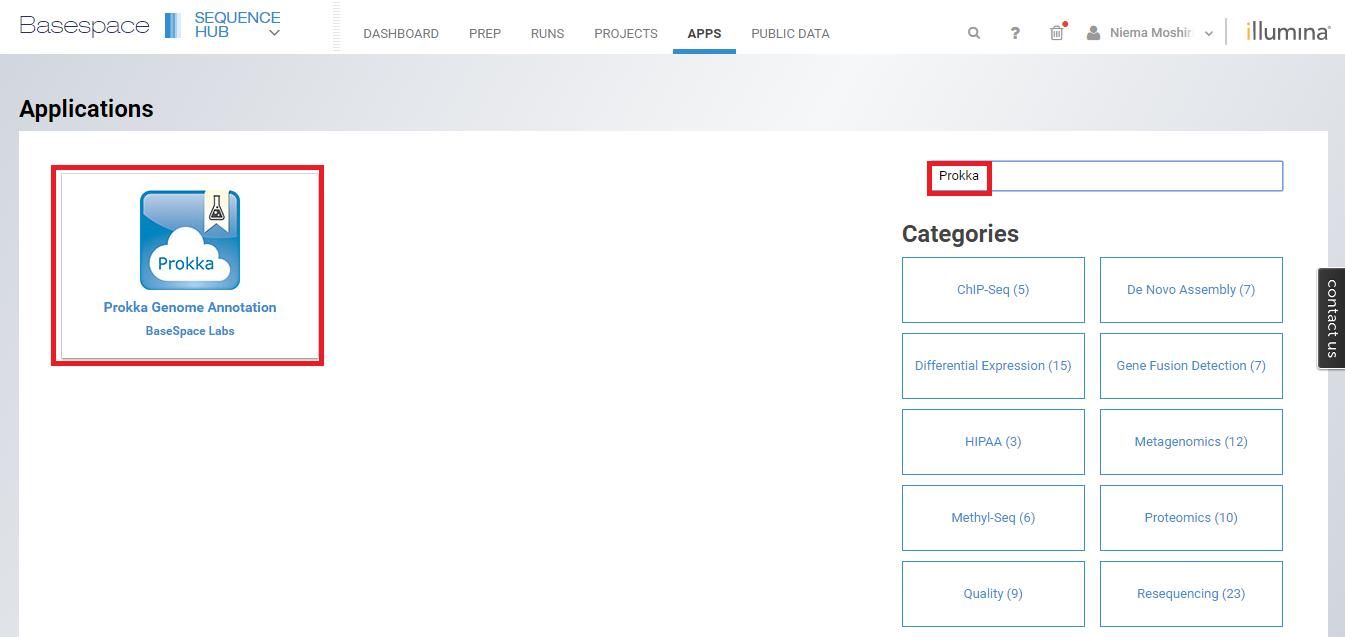 Basespace
SEQUENCE
HUB
DASHBOARD PREP RUNS PROJECTS APPS PUBLIC DATA
? Niema Moshiri
illumina®
Applications
Prokka
Prokka Genome Annotation
BaseSpace Labs
Prokka
Categories
ChIP-Seq (5) De Novo Assembly (7)
Differential Expression (15) Gene Fusion Detection (7)
HIPAA (3) Metagenomics (12)
Methyl-Seq (6) Proteomics (10)
Quality (9) Resequencing (23)
contact us